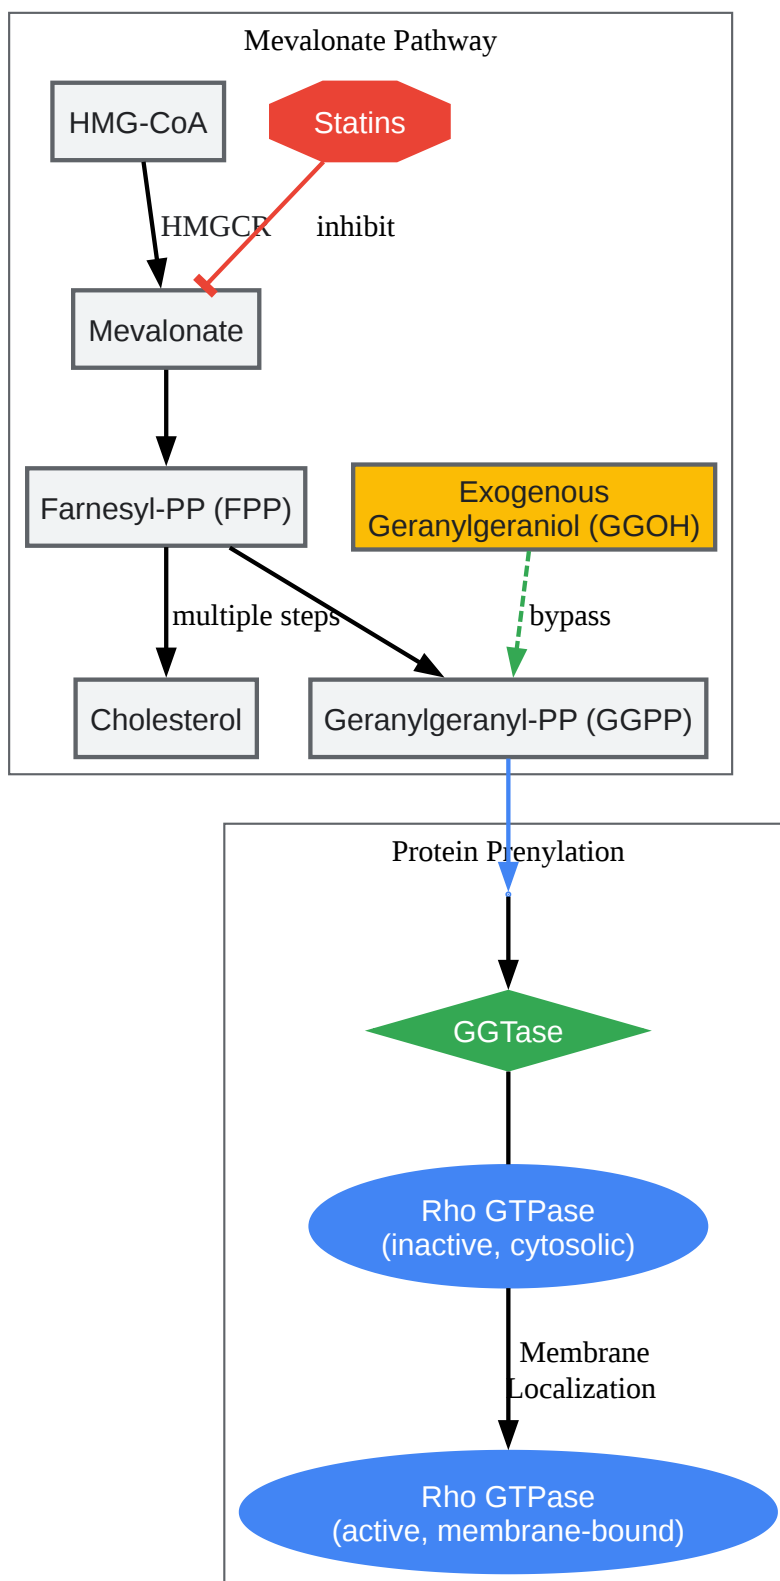 Mevalonate Pathway
HMG-CoA
Statins
HMGCR
inhibit
Mevalonate
Farnesyl-PP (FPP)
Exogenous
Geranylgeraniol (GGOH)
multiple steps
bypass
Cholesterol
Geranylgeranyl-PP (GGPP)
Protein Prenylation
GGTase
Rho GTPase
(inactive, cytosolic)
Membrane
Localization
Rho GTPase
(active, membrane-bound)